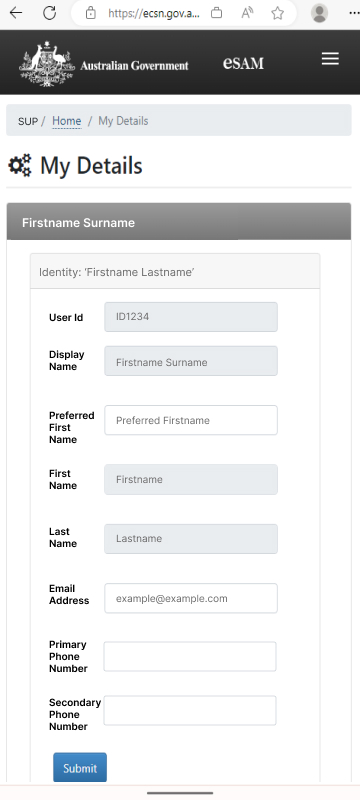 https://ecsn.gov.a...
Australian Government
eSAM
SUP / Home / My Details
My Details
Firstname Surname
Identity: 'Firstname Lastname'
User Id
ID1234
Display
Name
Firstname Surname
Preferred
First
Name
Preferred Firstname
First
Name
Firstname
Last
Name
Lastname
Email
Address
example@example.com
Primary
Phone
Number
Secondary
Phone
Number
Submit